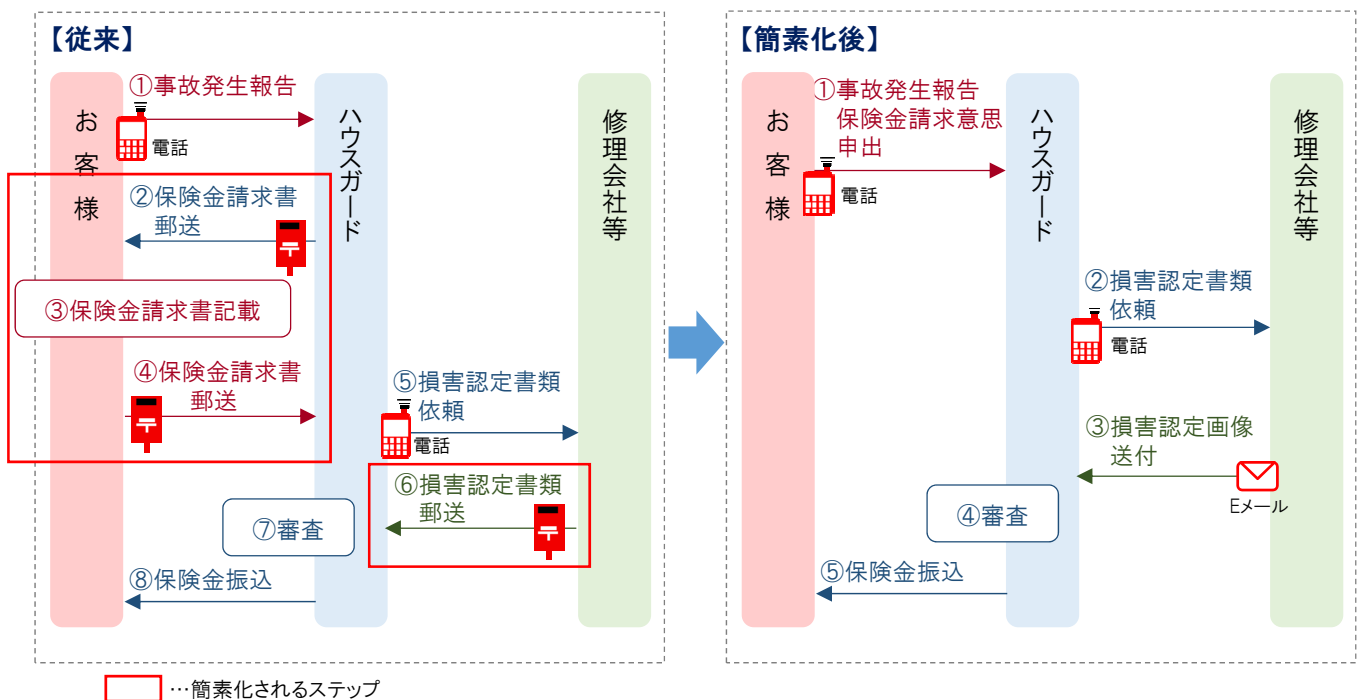 【従来】
お客様
ハウスガード
修理会社等
①事故発生報告
電話
②保険金請求書
郵送
③保険金請求書記載
④保険金請求書
郵送
⑤損害認定書類
依頼
電話
⑥損害認定書類
郵送
⑦審査
⑧保険金振込
【簡素化後】
お客様
ハウスガード
修理会社等
①事故発生報告
保険金請求意思
申出
電話
②損害認定書類
依頼
電話
③損害認定画像
送付
Eメール
④審査
⑤保険金振込
…簡素化されるステップ